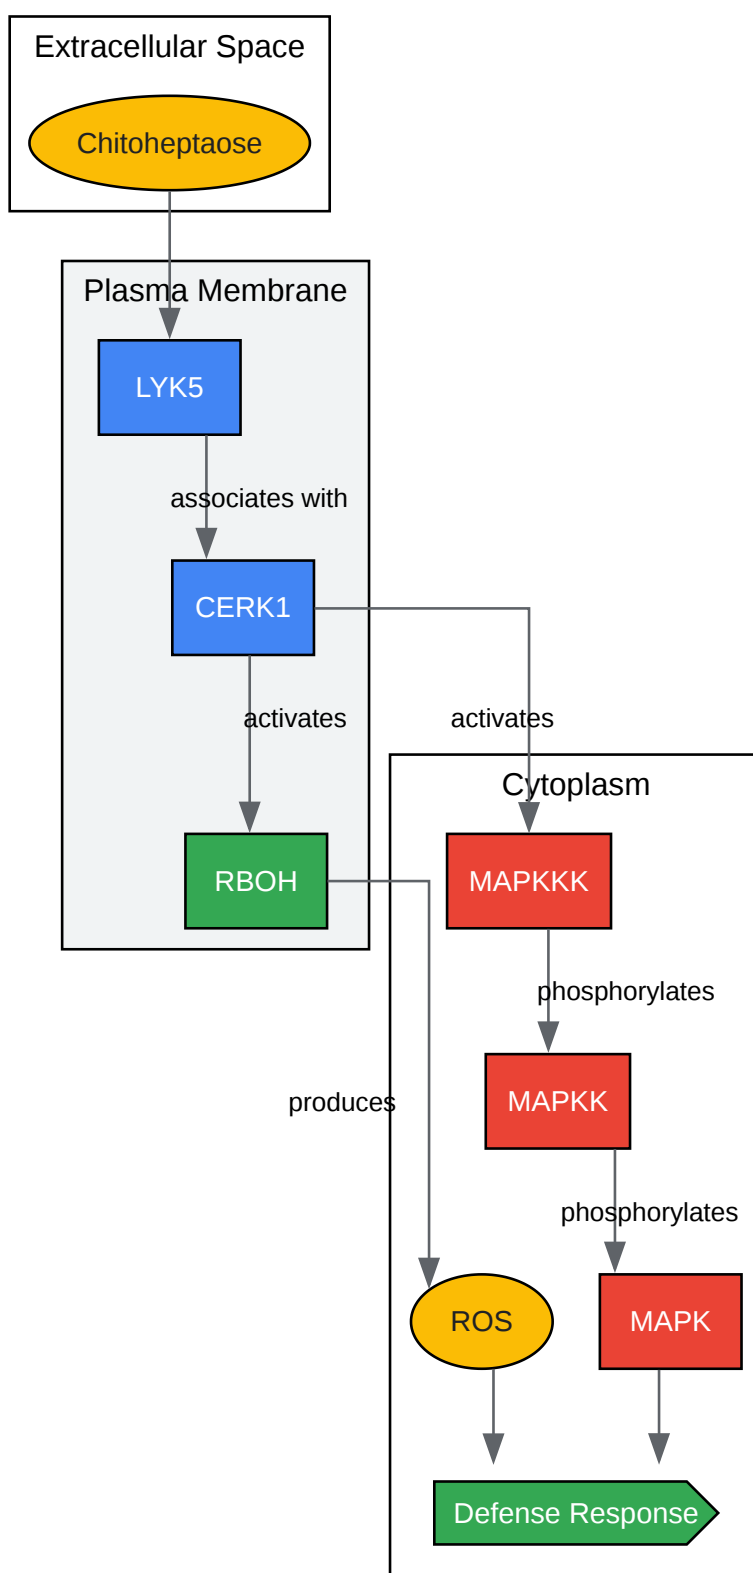 Extracellular Space
Chitoheptaose
Plasma Membrane
LYK5
associates with
CERK1
activates
activates
Cytoplasm
RBOH
MAPKKK
phosphorylates
MAPKK
produces
phosphorylates
ROS
MAPK
Defense Response